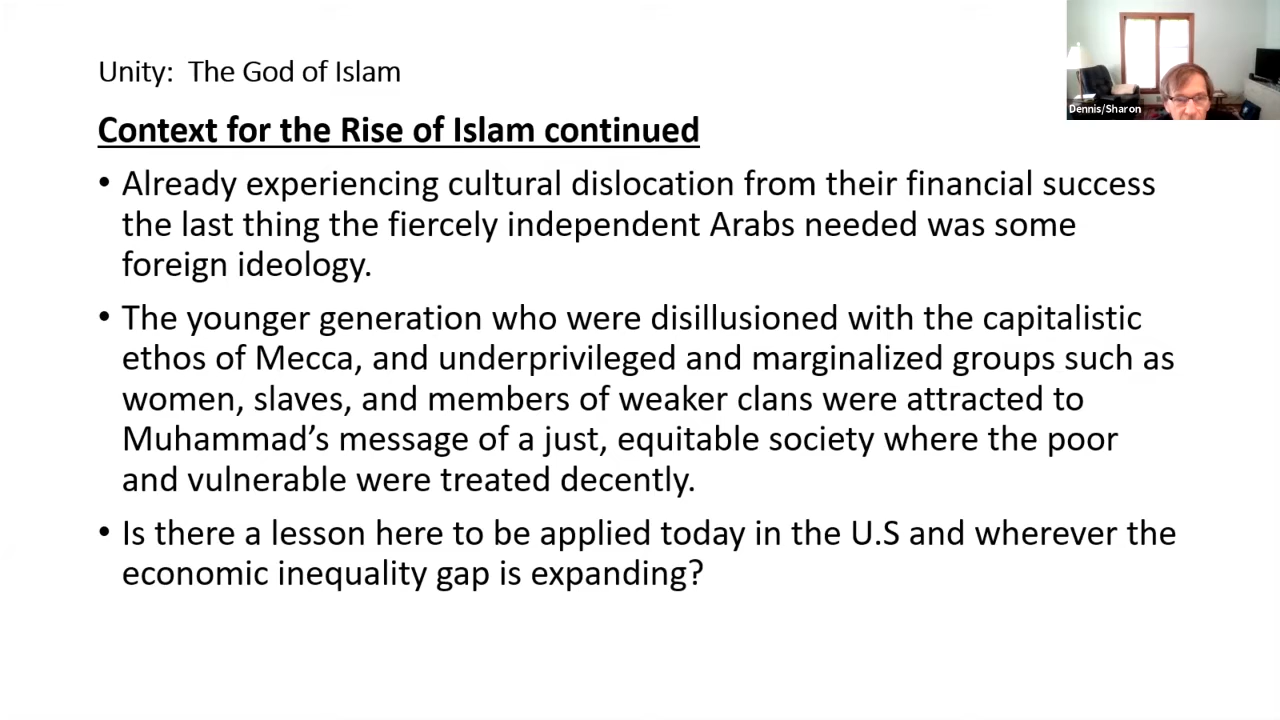 Unity:  The God of Islam
Dennis/Sharon
Context for the Rise of Islam continued
• Already experiencing cultural dislocation from their financial success
the last thing the fiercely independent Arabs needed was some
foreign ideology.
• The younger generation who were disillusioned with the capitalistic
ethos of Mecca, and underprivileged and marginalized groups such as
women, slaves, and members of weaker clans were attracted to
Muhammad’s message of a just, equitable society where the poor
and vulnerable were treated decently.
• Is there a lesson here to be applied today in the U.S and wherever the
economic inequality gap is expanding?